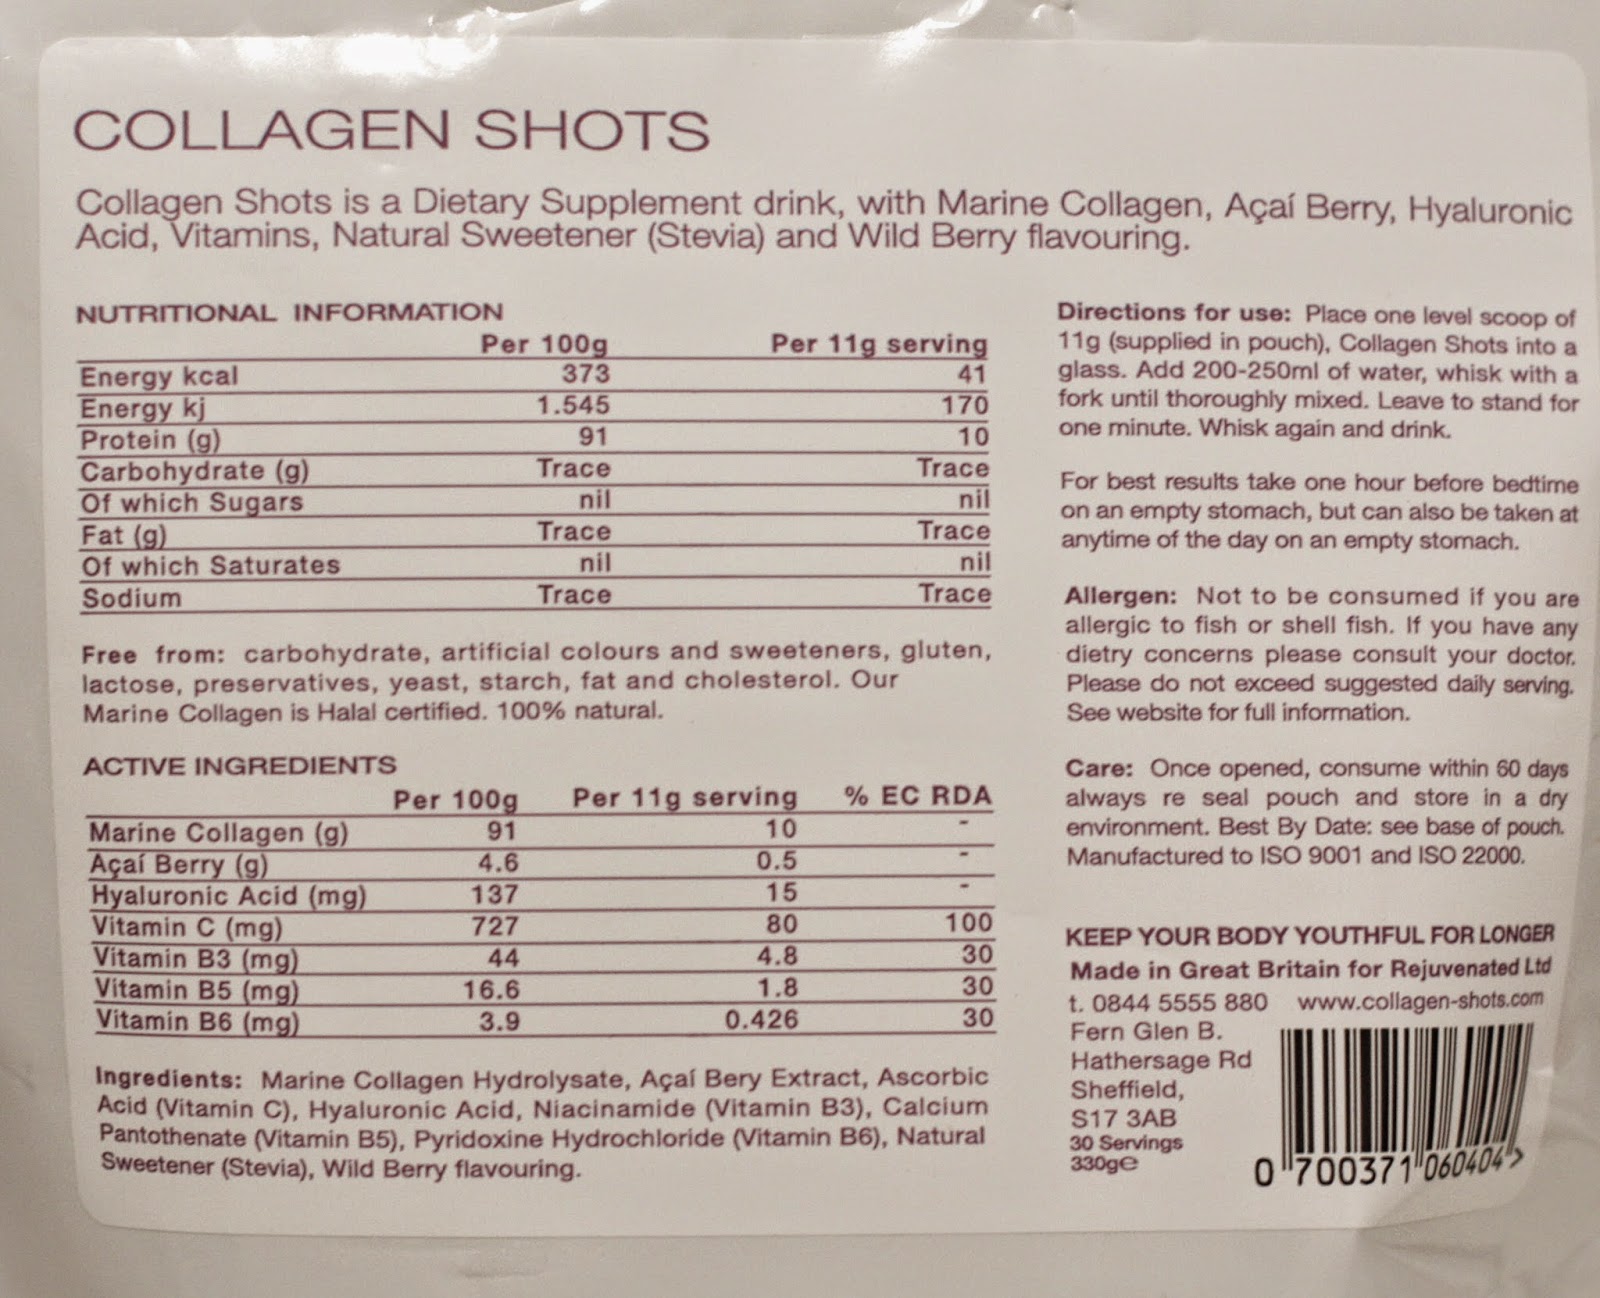 COLLAGEN SHOTS
Collagen Shots is a Dietary Supplement drink, with Marine Collagen, Açaí Berry, Hyaluronic
Acid, Vitamins, Natural Sweetener (Stevia) and Wild Berry flavouring.
NUTRITIONAL INFORMATION
Per 100g Per 11g serving
Energy kcal 373 41
Energy kj 1.545 170
Protein (g) 91 10
Carbohydrate (g) Trace Trace
Of which Sugars nil nil
Fat (g) Trace Trace
Of which Saturates nil nil
Sodium Trace Trace
Free from: carbohydrate, artificial colours and sweeteners, gluten,
lactose, preservatives, yeast, starch, fat and cholesterol. Our
Marine Collagen is Halal certified. 100% natural.
ACTIVE INGREDIENTS
Per 100g Per 11g serving % EC RDA
Marine Collagen (g) 91 10 -
Açaí Berry (g) 4.6 0.5 -
Hyaluronic Acid (mg) 137 15 -
Vitamin C (mg) 727 80 100
Vitamin B3 (mg) 44 4.8 30
Vitamin B5 (mg) 16.6 1.8 30
Vitamin B6 (mg) 3.9 0.426 30
Ingredients: Marine Collagen Hydrolysate, Açaí Bery Extract, Ascorbic
Acid (Vitamin C), Hyaluronic Acid, Niacinamide (Vitamin B3), Calcium
Pantothenate (Vitamin B5), Pyridoxine Hydrochloride (Vitamin B6), Natural
Sweetener (Stevia), Wild Berry flavouring.
Directions for use: Place one level scoop of
11g (supplied in pouch), Collagen Shots into a
glass. Add 200-250ml of water, whisk with a
fork until thoroughly mixed. Leave to stand for
one minute. Whisk again and drink.
For best results take one hour before bedtime
on an empty stomach, but can also be taken at
anytime of the day on an empty stomach.
Allergen: Not to be consumed if you are
allergic to fish or shell fish. If you have any
dietry concerns please consult your doctor.
Please do not exceed suggested daily serving.
See website for full information.
Care: Once opened, consume within 60 days
always re seal pouch and store in a dry
environment. Best By Date: see base of pouch.
Manufactured to ISO 9001 and ISO 22000.
KEEP YOUR BODY YOUTHFUL FOR LONGER
Made in Great Britain for Rejuvenated Ltd
t. 0844 5555 880 www.collagen-shots.com
Fern Glen B.
Hathersage Rd
Sheffield,
S17 3AB
30 Servings
330g℮
0 700371 060404 >